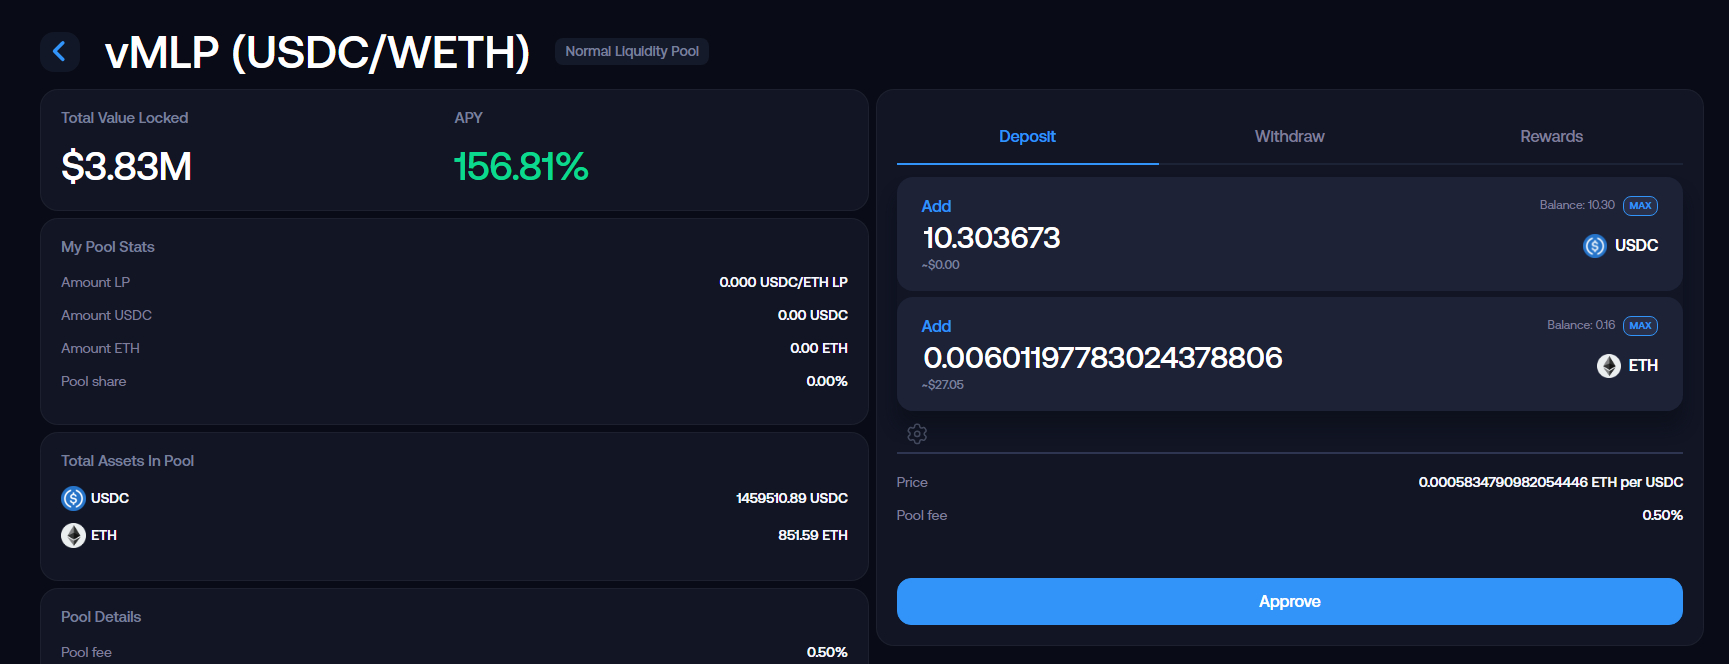 vMLP (USDC/WETH)
Normal Liquidity Pool
Total Value Locked
$3.83M
APY
156.81%
My Pool Stats
Amount LP
0.000 USDC/ETH LP
Amount USDC
0.00 USDC
Amount ETH
0.00 ETH
Pool share
0.00%
Total Assets In Pool
USDC
1459510.89 USDC
ETH
851.59 ETH
Pool Details
Pool fee
0.50%
Deposit
Withdraw
Rewards
Add
Balance: 10.30
MAX
10.303673
USDC
~$0.00
Add
Balance: 0.16
MAX
0.00601197783024378806
ETH
~$27.05
Price
0.0005834790982054446 ETH per USDC
Pool fee
0.50%
Approve